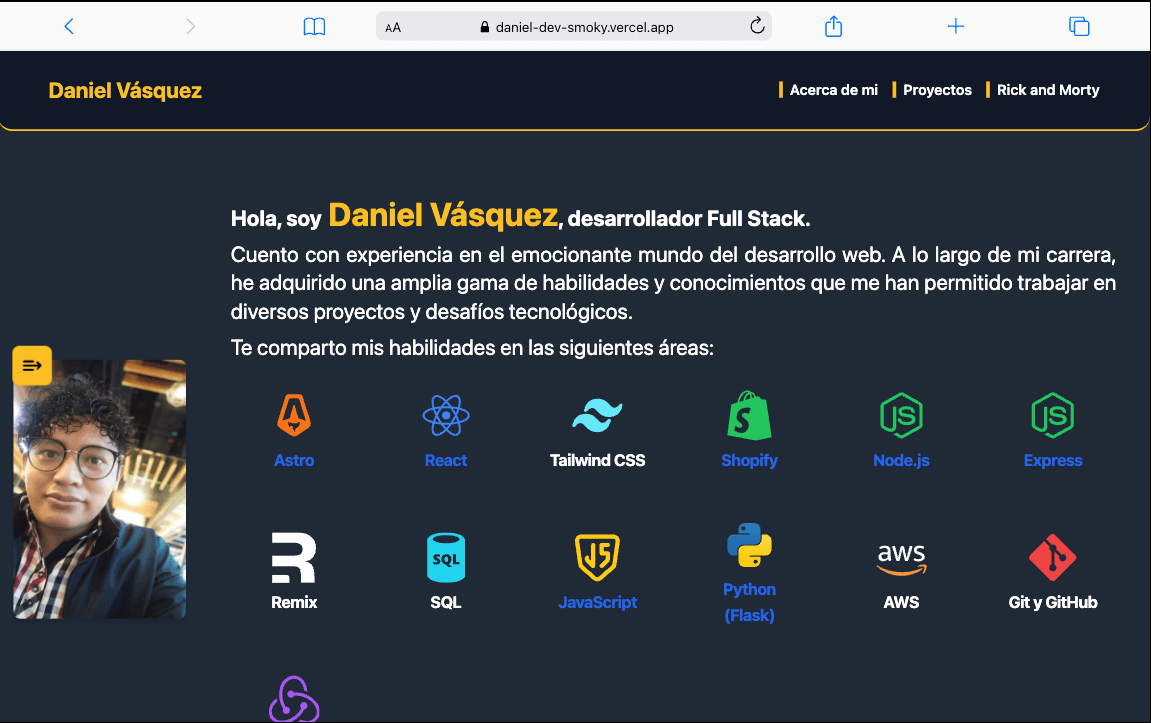 AA daniel-dev-smoky.vercel.app
Daniel Vásquez
Acerca de mi Proyectos Rick and Morty
Hola, soy Daniel Vásquez, desarrollador Full Stack.
Cuento con experiencia en el emocionante mundo del desarrollo web. A lo largo de mi carrera,
he adquirido una amplia gama de habilidades y conocimientos que me han permitido trabajar en
diversos proyectos y desafíos tecnológicos.
Te comparto mis habilidades en las siguientes áreas:
JS JS
Astro React Tailwind CSS Shopify Node.js Express
SQL JS aws
Remix SQL JavaScript Python (Flask) AWS Git y GitHub